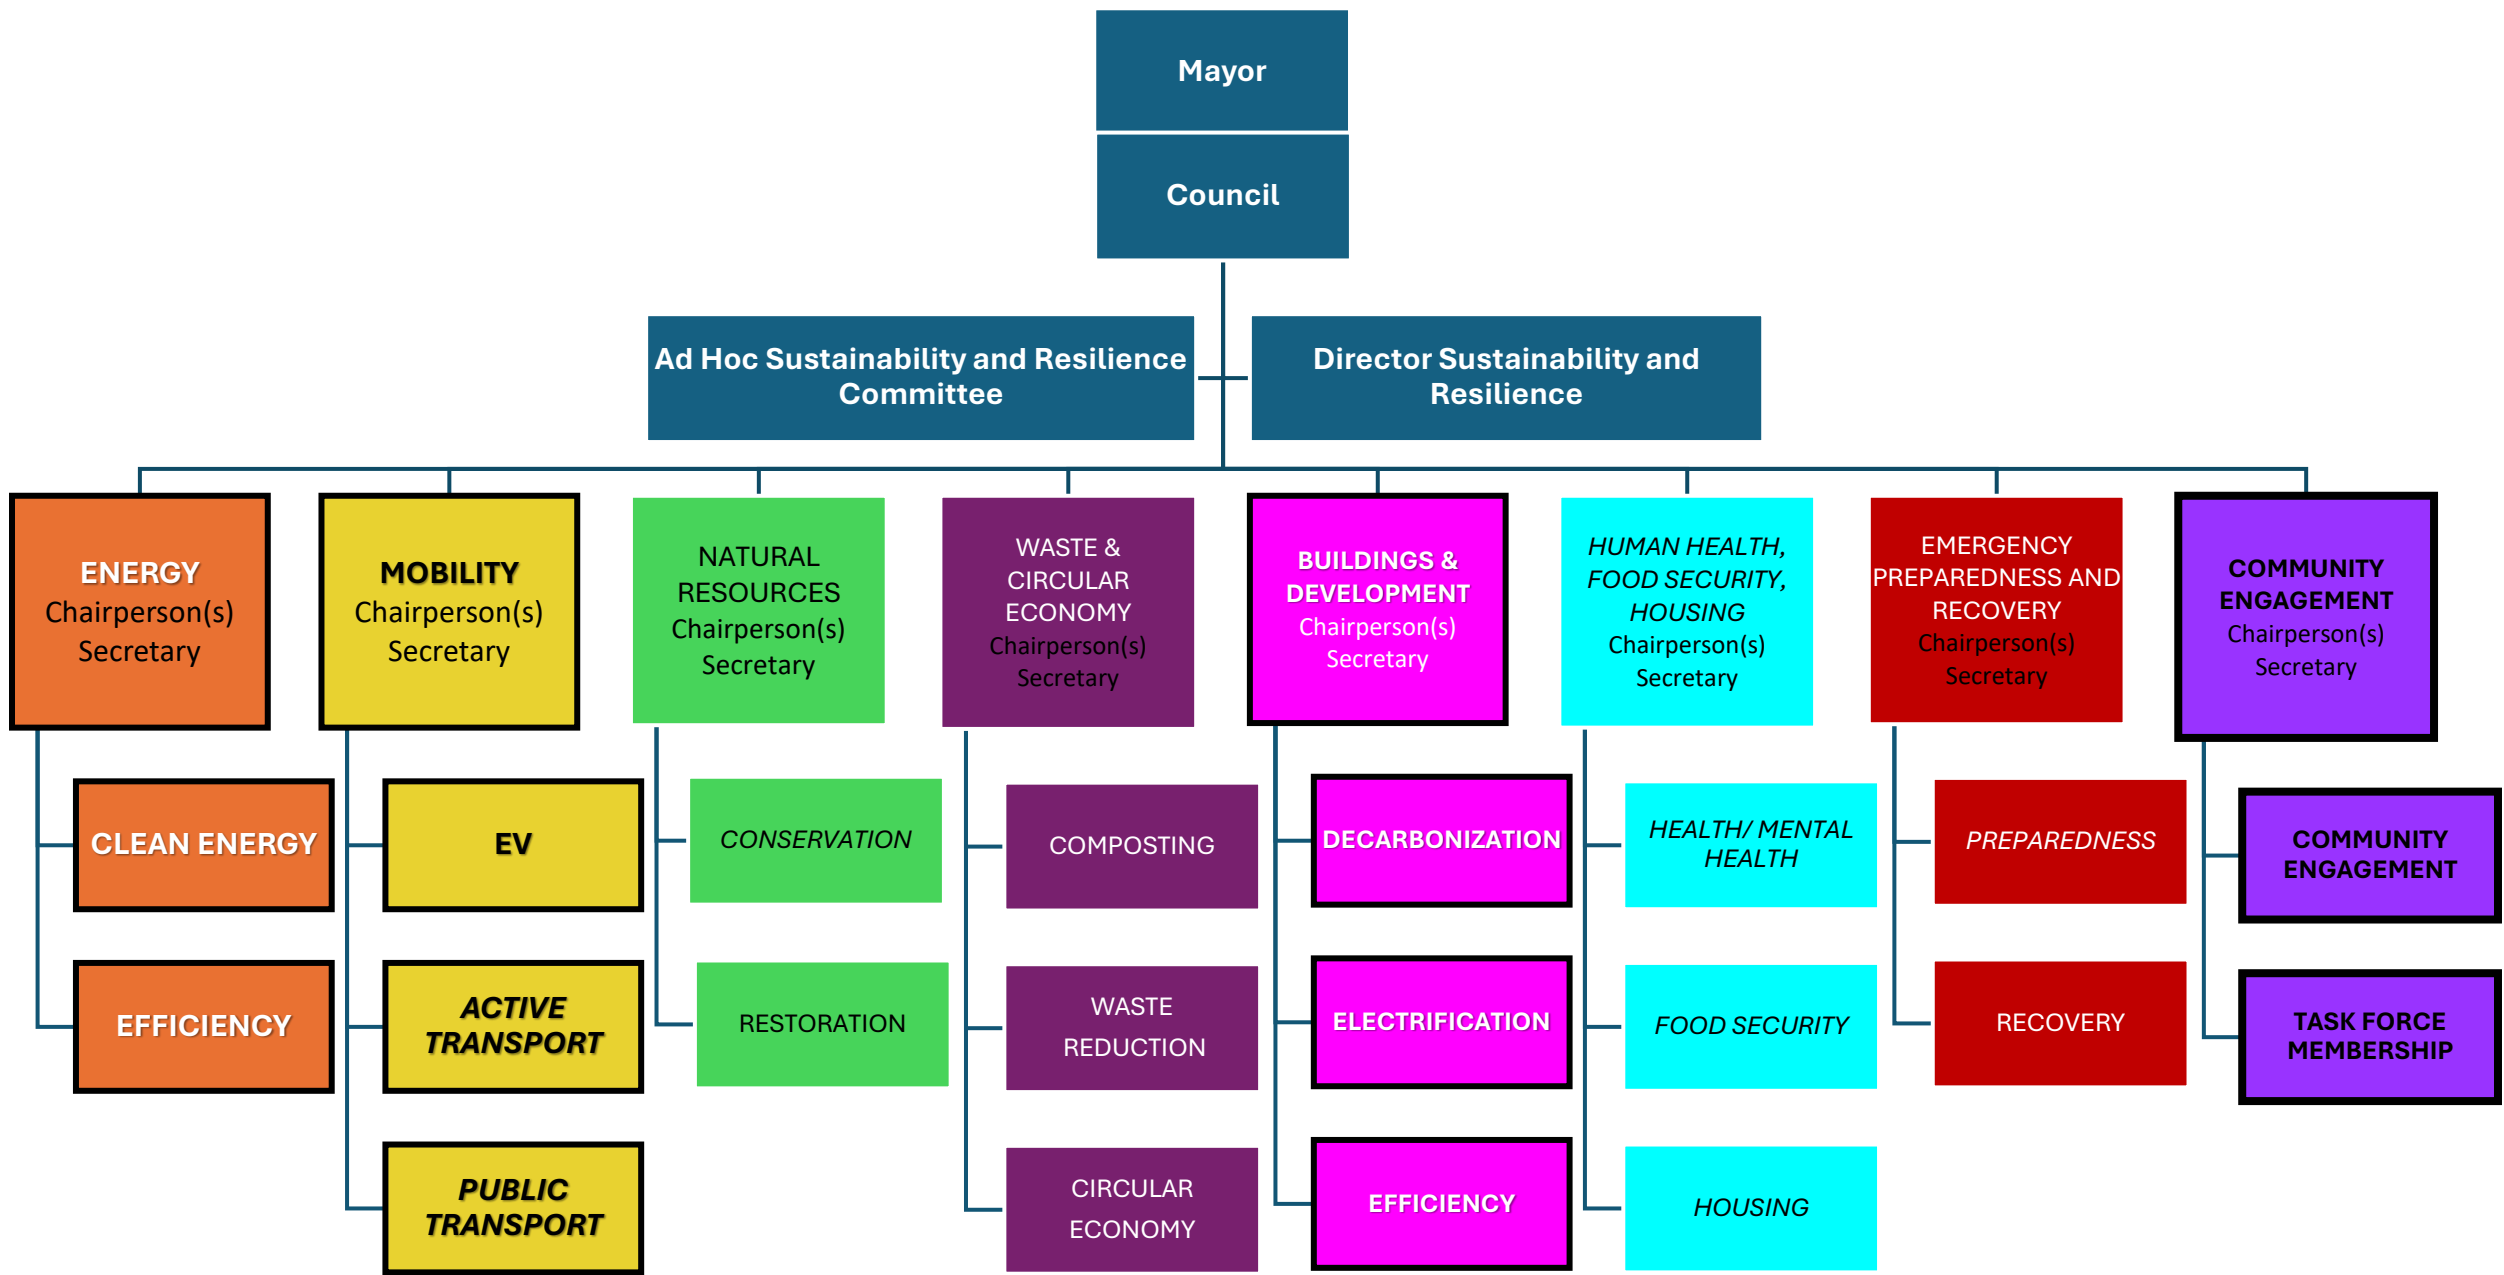 Mayor
Council
Ad Hoc Sustainability and Resilience
Committee
Director Sustainability and
Resilience
ENERGY
Chairperson(s)
Secretary
MOBILITY
Chairperson(s)
Secretary
NATURAL
RESOURCES
Chairperson(s)
Secretary
WASTE &
CIRCULAR
ECONOMY
Chairperson(s)
Secretary
BUILDINGS &
DEVELOPMENT
Chairperson(s)
Secretary
HUMAN HEALTH,
FOOD SECURITY,
HOUSING
Chairperson(s)
Secretary
EMERGENCY
PREPAREDNESS AND
RECOVERY
Chairperson(s)
Secretary
COMMUNITY
ENGAGEMENT
Chairperson(s)
Secretary
CLEAN ENERGY
EFFICIENCY
EV
ACTIVE
TRANSPORT
PUBLIC
TRANSPORT
CONSERVATION
RESTORATION
COMPOSTING
WASTE
REDUCTION
CIRCULAR
ECONOMY
DECARBONIZATION
ELECTRIFICATION
EFFICIENCY
HEALTH/ MENTAL
HEALTH
FOOD SECURITY
HOUSING
PREPAREDNESS
RECOVERY
COMMUNITY
ENGAGEMENT
TASK FORCE
MEMBERSHIP